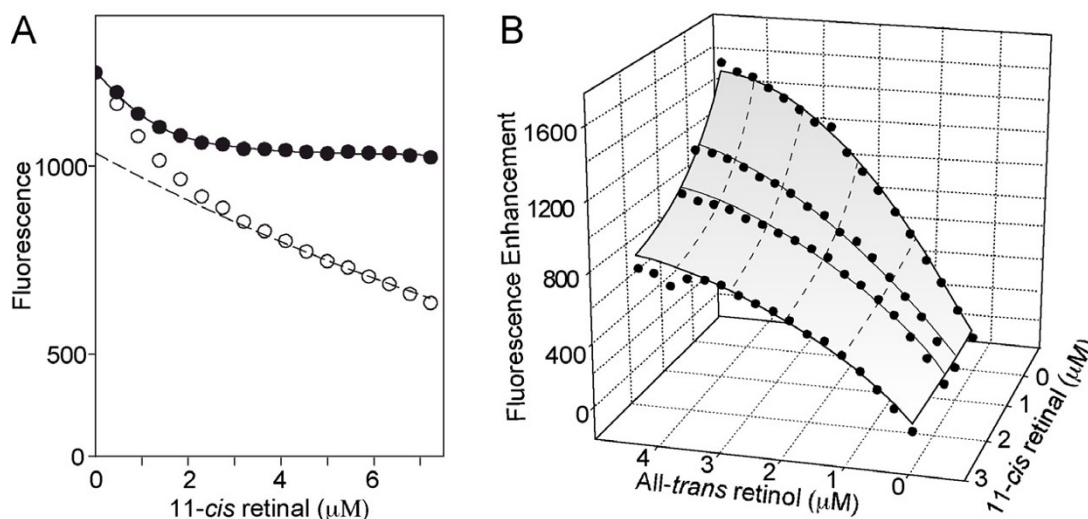 A
Fluorescence
1000
500
0
0 2 4 6
11-cis retinal (μM)
B
Fluorescence Enhancement
1600
1200
800
400
0
4 3 2 1 0
All-trans retinol (μM)
0
1
2
3
11-cis retinal (μM)